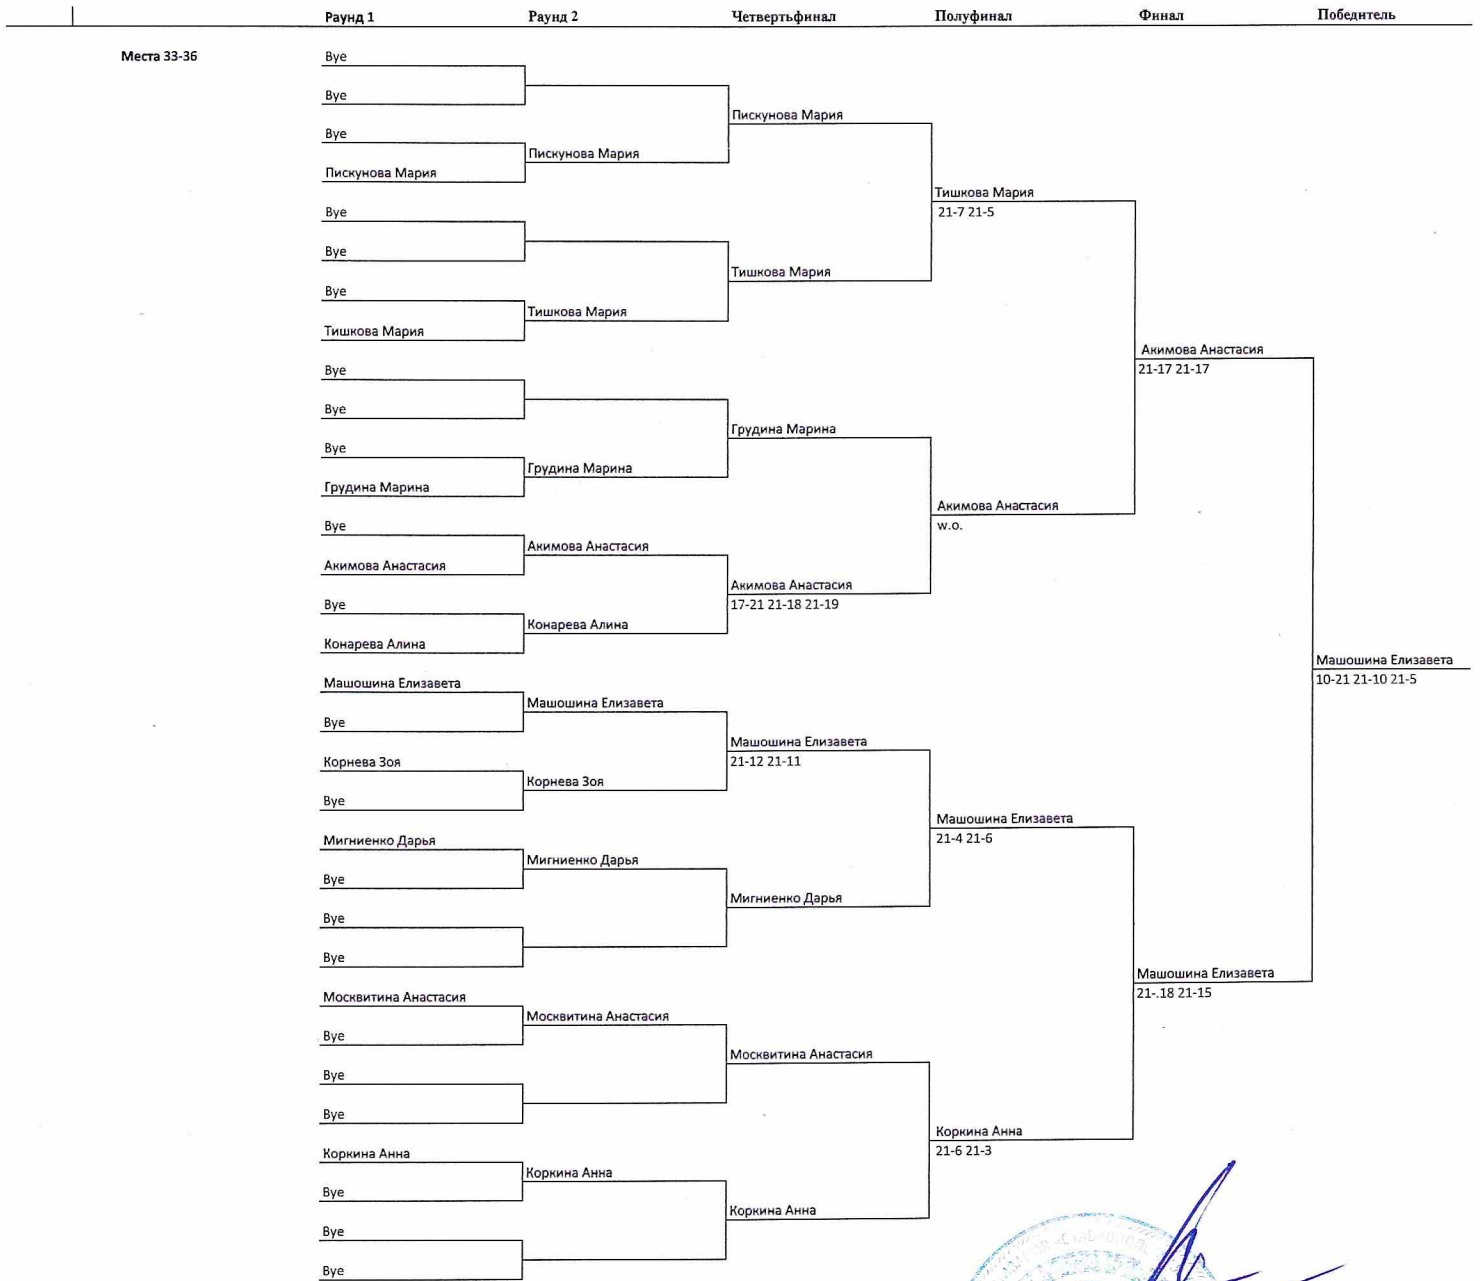 Раунд 1 Раунд 2 Четвертьфинал Полуфинал Финал Победитель
Места 33-36
Bye
Bye
Пискунова Мария
Bye
Пискунова Мария
Пискунова Мария
Тишкова Мария
Bye
21-7 21-5
Bye
Тишкова Мария
Bye
Тишкова Мария
Тишкова Мария
Акимова Анастасия
Bye
21-17 21-17
Bye
Грудина Марина
Bye
Грудина Марина
Грудина Марина
Акимова Анастасия
Bye
w.o.
Акимова Анастасия
Акимова Анастасия
Акимова Анастасия
Bye
17-21 21-18 21-19
Конарева Алина
Конарева Алина
Машошина Елизавета
10-21 21-10 21-5
Машошина Елизавета
Машошина Елизавета
Bye
Машошина Елизавета
Корнева Зоя
21-12 21-11
Корнева Зоя
Bye
Машошина Елизавета
21-4 21-6
Мигниенко Дарья
Мигниенко Дарья
Bye
Мигниенко Дарья
Bye
Bye
Машошина Елизавета
21-.18 21-15
Москвитина Анастасия
Москвитина Анастасия
Bye
Москвитина Анастасия
Bye
Bye
Коркина Анна
21-6 21-3
Коркина Анна
Коркина Анна
Bye
Коркина Анна
Bye
Bye